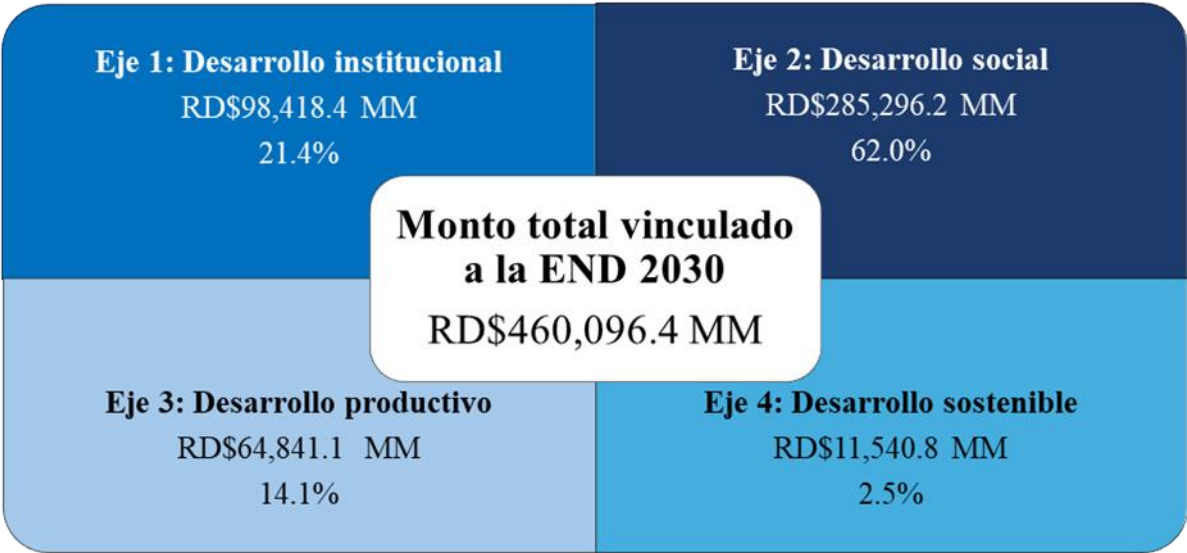 Eje 1: Desarrollo institucional
RD$98,418.4 MM
21.4%
Eje 2: Desarrollo social
RD$285,296.2 MM
62.0%
Monto total vinculado
a la END 2030
RD$460,096.4 MM
Eje 3: Desarrollo productivo
RD$64,841.1 MM
14.1%
Eje 4: Desarrollo sostenible
RD$11,540.8 MM
2.5%